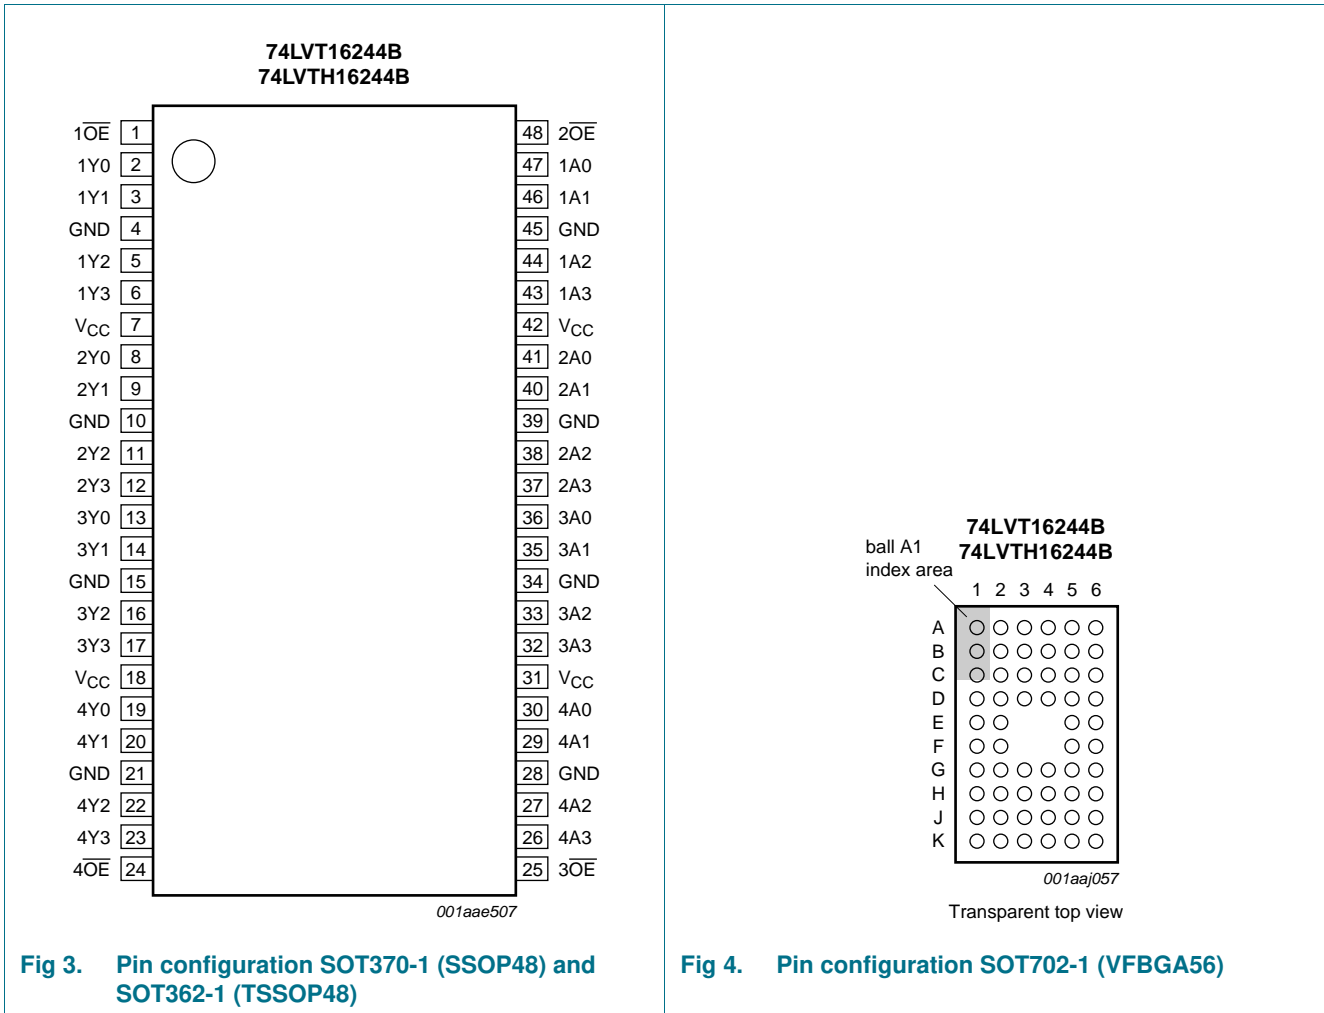 74LVT16244B
74LVTH16244B
1OE 1 48 2OE
1Y0 2 47 1A0
1Y1 3 46 1A1
GND 4 45 GND
1Y2 5 44 1A2
1Y3 6 43 1A3
VCC 7 42 VCC
2Y0 8 41 2A0
2Y1 9 40 2A1
GND 10 39 GND
2Y2 11 38 2A2
2Y3 12 37 2A3
3Y0 13 36 3A0
3Y1 14 35 3A1
GND 15 34 GND
3Y2 16 33 3A2
3Y3 17 32 3A3
VCC 18 31 VCC
4Y0 19 30 4A0
4Y1 20 29 4A1
GND 21 28 GND
4Y2 22 27 4A2
4Y3 23 26 4A3
4OE 24 25 3OE
001aae507
Fig 3. Pin configuration SOT370-1 (SSOP48) and
SOT362-1 (TSSOP48)
74LVT16244B
74LVTH16244B
ball A1
index area
1 2 3 4 5 6
A
B
C
D
E
F
G
H
J
K
001aaj057
Transparent top view
Fig 4. Pin configuration SOT702-1 (VFBGA56)